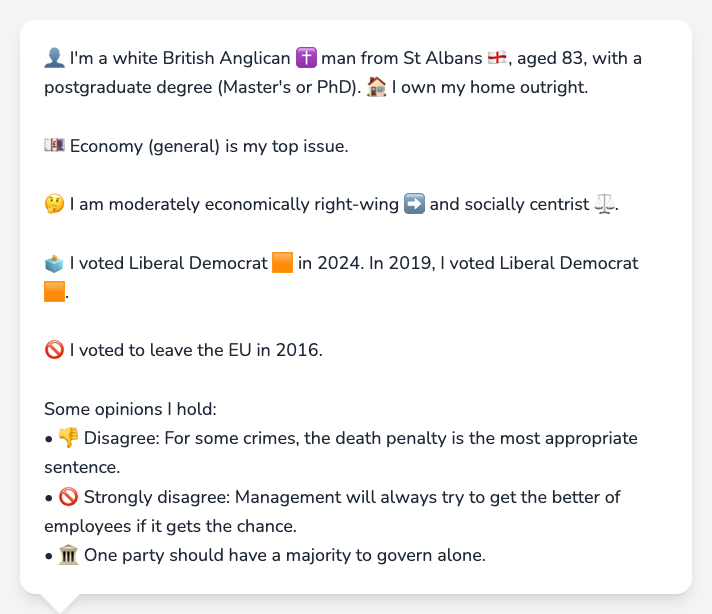 👤 I'm a white British Anglican ✝️ man from St Albans 🏴󠁧󠁢󠁥󠁮󠁧󠁿, aged 83, with a
postgraduate degree (Master's or PhD). 🏠 I own my home outright.
💷 Economy (general) is my top issue.
🤔 I am moderately economically right-wing ➡️ and socially centrist ⚖️.
🗳️ I voted Liberal Democrat 🟧 in 2024. In 2019, I voted Liberal Democrat
🟧.
🚫 I voted to leave the EU in 2016.
Some opinions I hold:
• 👎 Disagree: For some crimes, the death penalty is the most appropriate
sentence.
• 🚫 Strongly disagree: Management will always try to get the better of
employees if it gets the chance.
• 🏛️ One party should have a majority to govern alone.